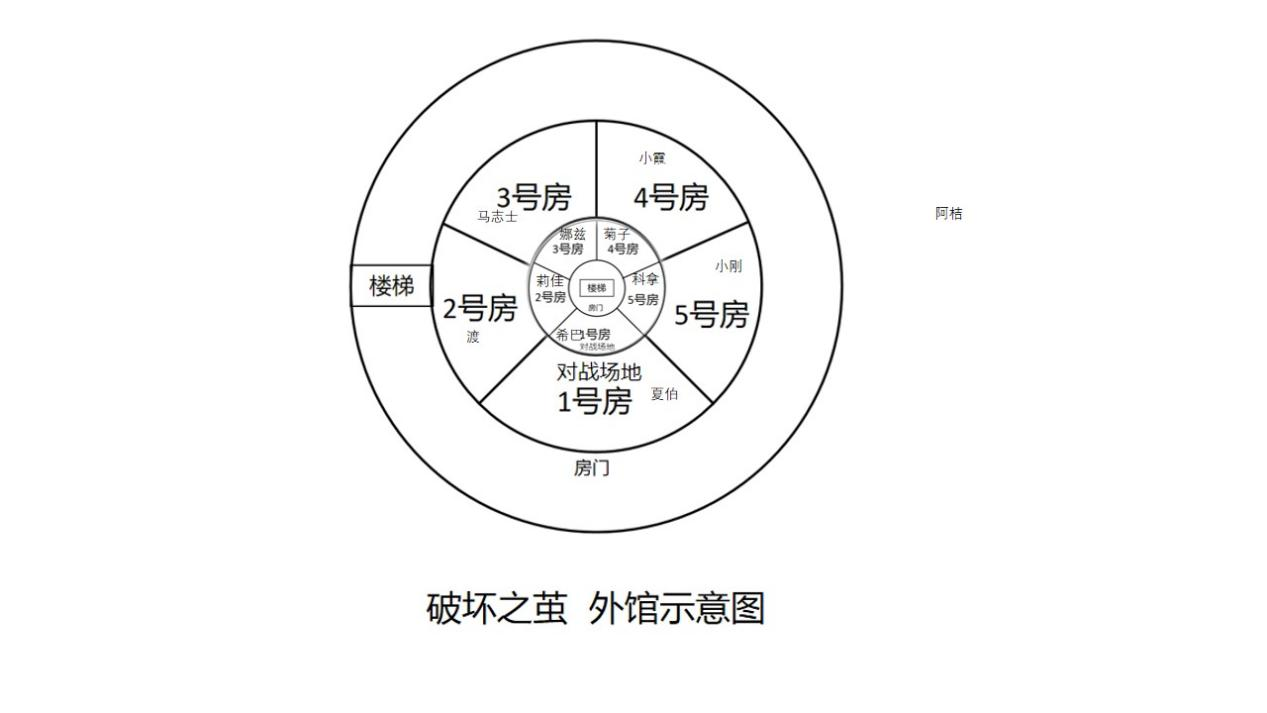 小霞
3号房
4号房
马志士
阿桔
娜兹
菊子
3号房
4号房
小刚
楼梯
莉佳
科拿
2号房
楼梯
5号房
房门
2号房
5号房
渡
希巴
1号房
对战场地
对战场地
1号房
夏伯
房门
破坏之茧 外馆示意图